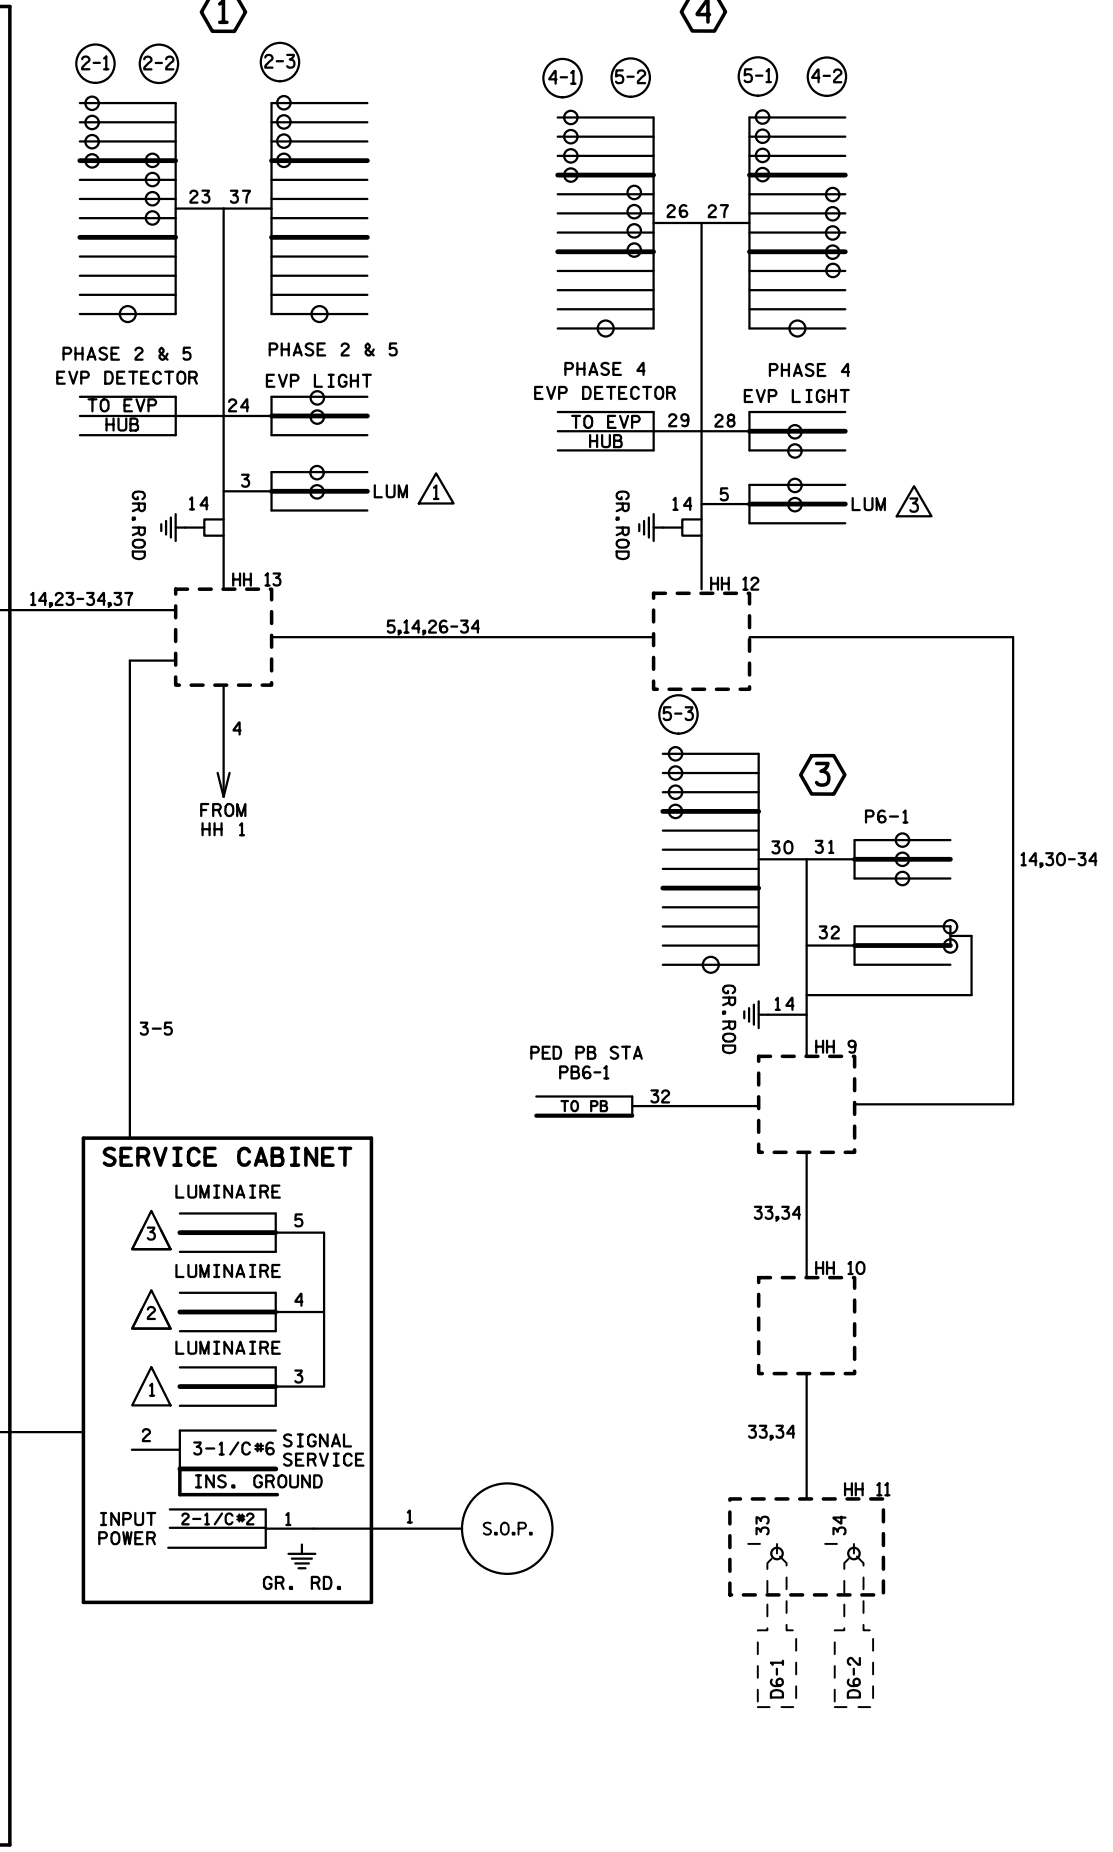 1
4
2-1
2-2
2-3
4-1
5-2
5-1
4-2
23
37
26
27
PHASE 2 & 5
EVP DETECTOR
PHASE 2 & 5
EVP LIGHT
TO EVP
HUB
24
PHASE 4
EVP DETECTOR
PHASE 4
EVP LIGHT
TO EVP
HUB
29
28
3
LUM
1
14
GR.ROD
5
LUM
3
14
GR.ROD
HH 13
HH 12
14,23-34,37
5,14,26-34
4
FROM
HH 1
5-3
3
P6-1
30
31
32
14,30-34
14
GR.ROD
HH 9
3-5
PED PB STA
PB6-1
TO PB
32
33,34
HH 10
33,34
HH 11
33
34
D6-1
D6-2
SERVICE CABINET
LUMINAIRE
3
5
LUMINAIRE
2
4
LUMINAIRE
1
3
2
3-1/C#6
SIGNAL
SERVICE
INS. GROUND
INPUT
POWER
2-1/C#2
1
1
S.O.P.
GR. RD.